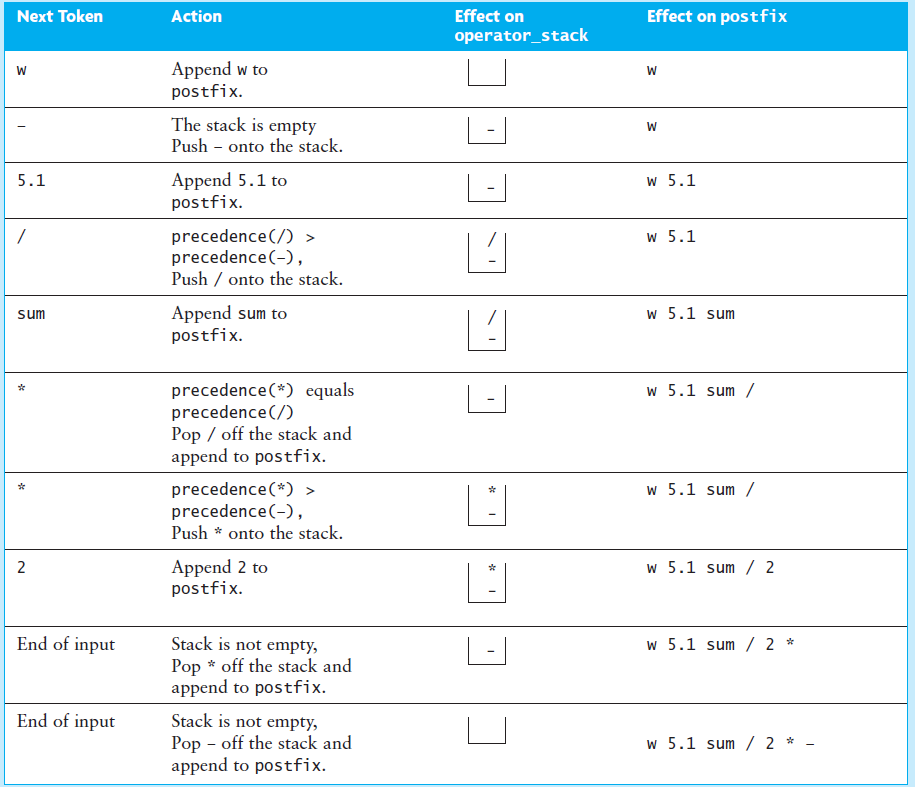 Next Token Action Effect on operator_stack Effect on postfix
w Append w to w
postfix.
– The stack is empty – w
Push – onto the stack.
5.1 Append 5.1 to – w 5.1
postfix.
/ precedence(/) > / w 5.1
precedence(–), –
Push / onto the stack.
sum Append sum to / w 5.1 sum
postfix. –
* precedence(*) equals – w 5.1 sum /
precedence(/)
Pop / off the stack and
append to postfix.
* precedence(*) > * w 5.1 sum /
precedence(–), –
Push * onto the stack.
2 Append 2 to * w 5.1 sum / 2
postfix. –
End of input Stack is not empty, – w 5.1 sum / 2 *
Pop * off the stack and
append to postfix.
End of input Stack is not empty,
Pop – off the stack and w 5.1 sum / 2 * –
append to postfix.